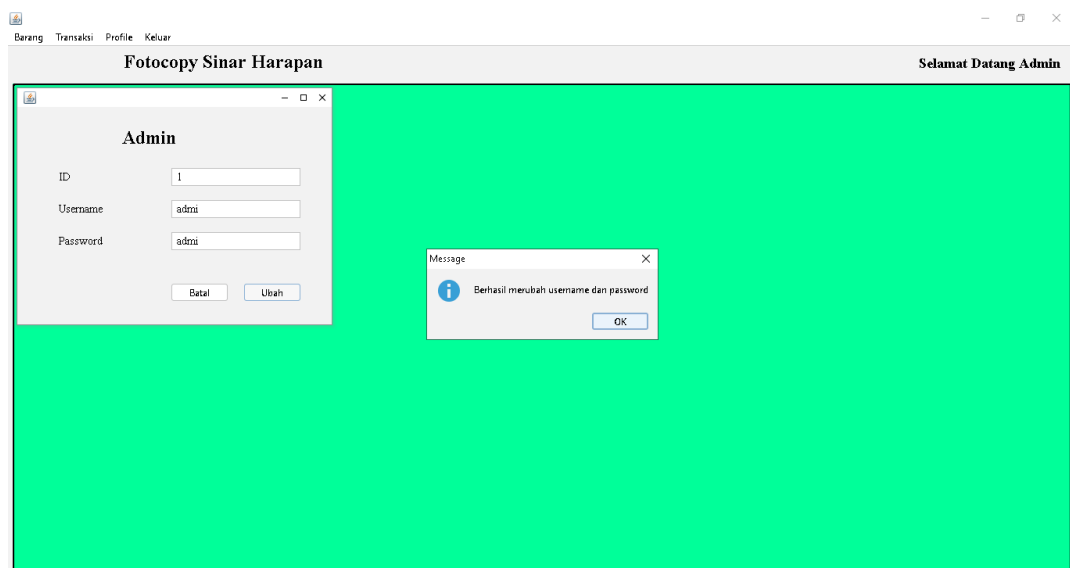 Barang Transaksi Profile Keluar
Fotocopy Sinar Harapan
Selamat Datang Admin
Admin
ID 1
Username admi
Password admi
Batal Ubah
Message
Berhasil merubah username dan password
OK